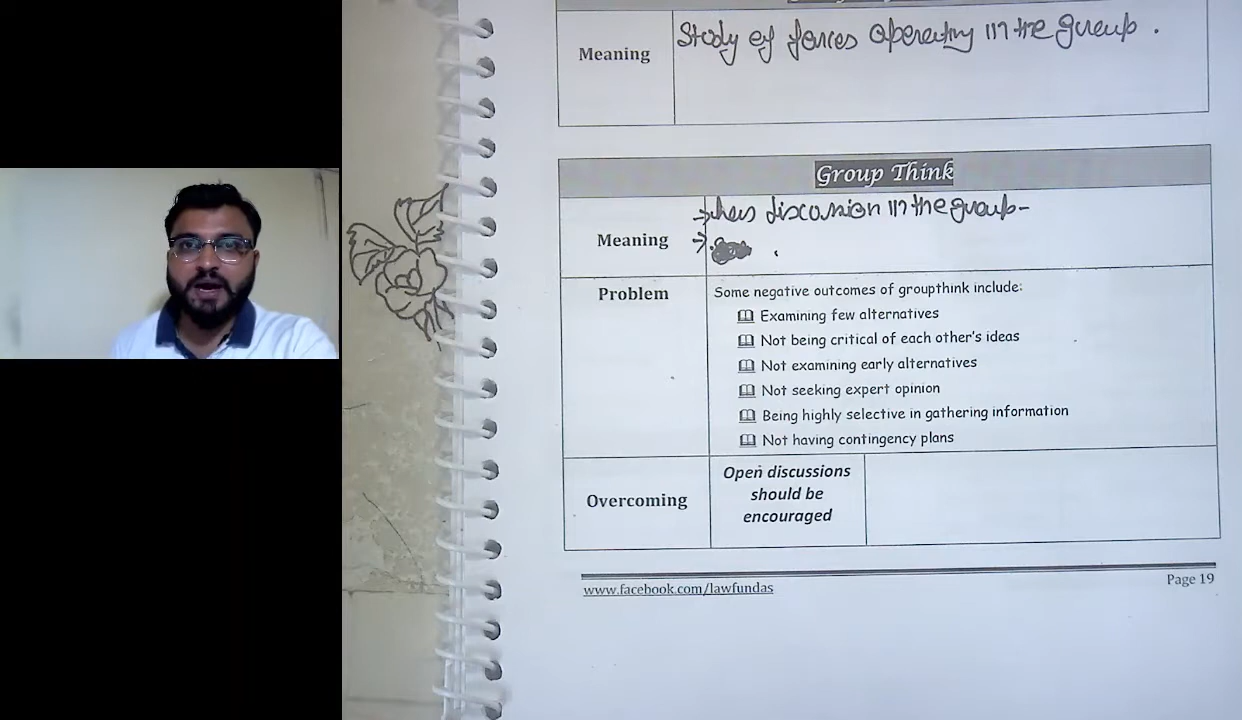 Meaning
Study of forces operating in the group.
Group Think
Meaning
discussion in the group-
Problem
Some negative outcomes of groupthink include:
Examining few alternatives
Not being critical of each other's ideas
Not examining early alternatives
Not seeking expert opinion
Being highly selective in gathering information
Not having contingency plans
Overcoming
Open discussions
should be
encouraged
www.facebook.com/lawfundas
Page 19